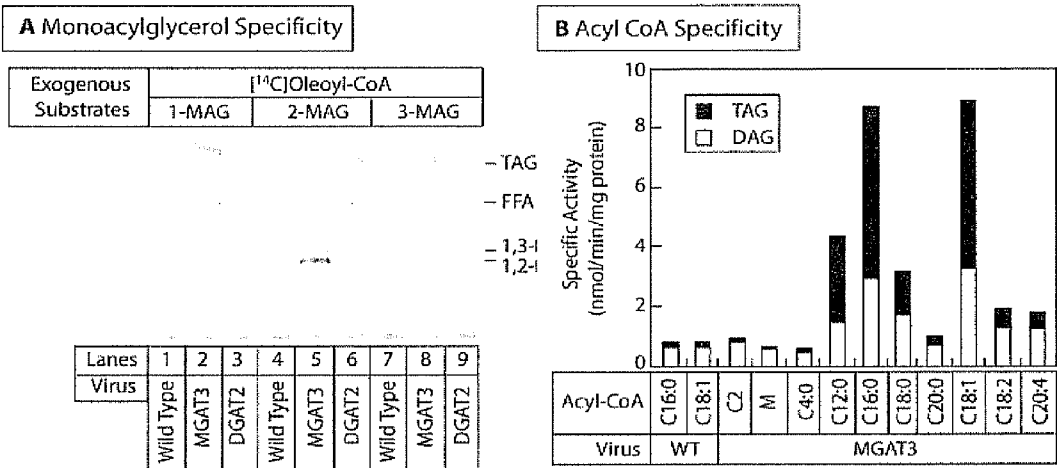 A Monoacylglycerol Specificity
Exogenous Substrates
[¹⁴C]Oleoyl-CoA
1-MAG 2-MAG 3-MAG
– TAG
– FFA
– 1,3-
– 1,2-
Lanes 1 2 3 4 5 6 7 8 9
Virus Wild Type MGAT3 DGAT2 Wild Type MGAT3 DGAT2 Wild Type MGAT3 DGAT2
B Acyl CoA Specificity
Specific Activity
(nmol/min/mg protein)
10
8
6
4
2
0
TAG
DAG
Acyl-CoA C16:0 C18:1 C2 M C4:0 C12:0 C16:0 C18:0 C20:0 C18:1 C18:2 C20:4
Virus WT MGAT3